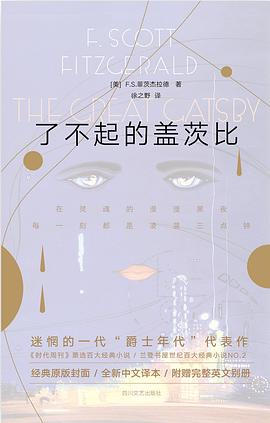 F. SCOTT
FITZGERALD
[美] F.S.菲茨杰拉德 著
徐之野 译
THE GREAT GATSBY
了不起的盖茨比
在灵魂的漫漫黑夜
每一刻都是凌晨三点钟
迷惘的一代“爵士年代”代表作
《时代周刊》票选百大经典小说 / 兰登书屋世纪百大经典小说NO.2
经典原版封面 / 全新中文译本 / 附赠完整英文别册
四川文艺出版社